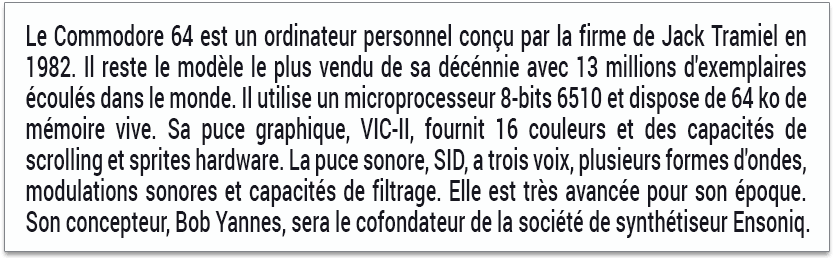 Le Commodore 64 est un ordinateur personnel conçu par la firme de Jack Tramiel en
1982. Il reste le modèle le plus vendu de sa décénnie avec 13 millions d'exemplaires
écoulés dans le monde. Il utilise un microprocesseur 8-bits 6510 et dispose de 64 ko de
mémoire vive. Sa puce graphique, VIC-II, fournit 16 couleurs et des capacités de
scrolling et sprites hardware. La puce sonore, SID, a trois voix, plusieurs formes d'ondes,
modulations sonores et capacités de filtrage. Elle est très avancée pour son époque.
Son concepteur, Bob Yannes, sera le cofondateur de la société de synthétiseur Ensoniq.